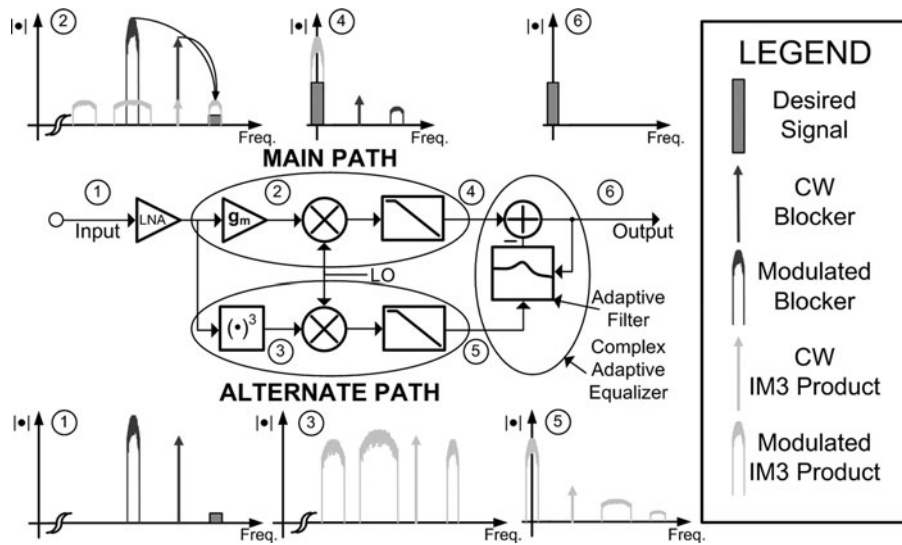 |•| ② Freq.
|•| ④ Freq.
|•| ⑥ Freq.
MAIN PATH
① Input LNA gm ② ④ ⑥ Output
LO
(•)³ ③ ⑤
Adaptive
Filter
Complex
Adaptive
Equalizer
ALTERNATE PATH
|•| ① Freq.
|•| ③ Freq.
|•| ⑤ Freq.
LEGEND
Desired
Signal
CW
Blocker
Modulated
Blocker
CW
IM3 Product
Modulated
IM3 Product